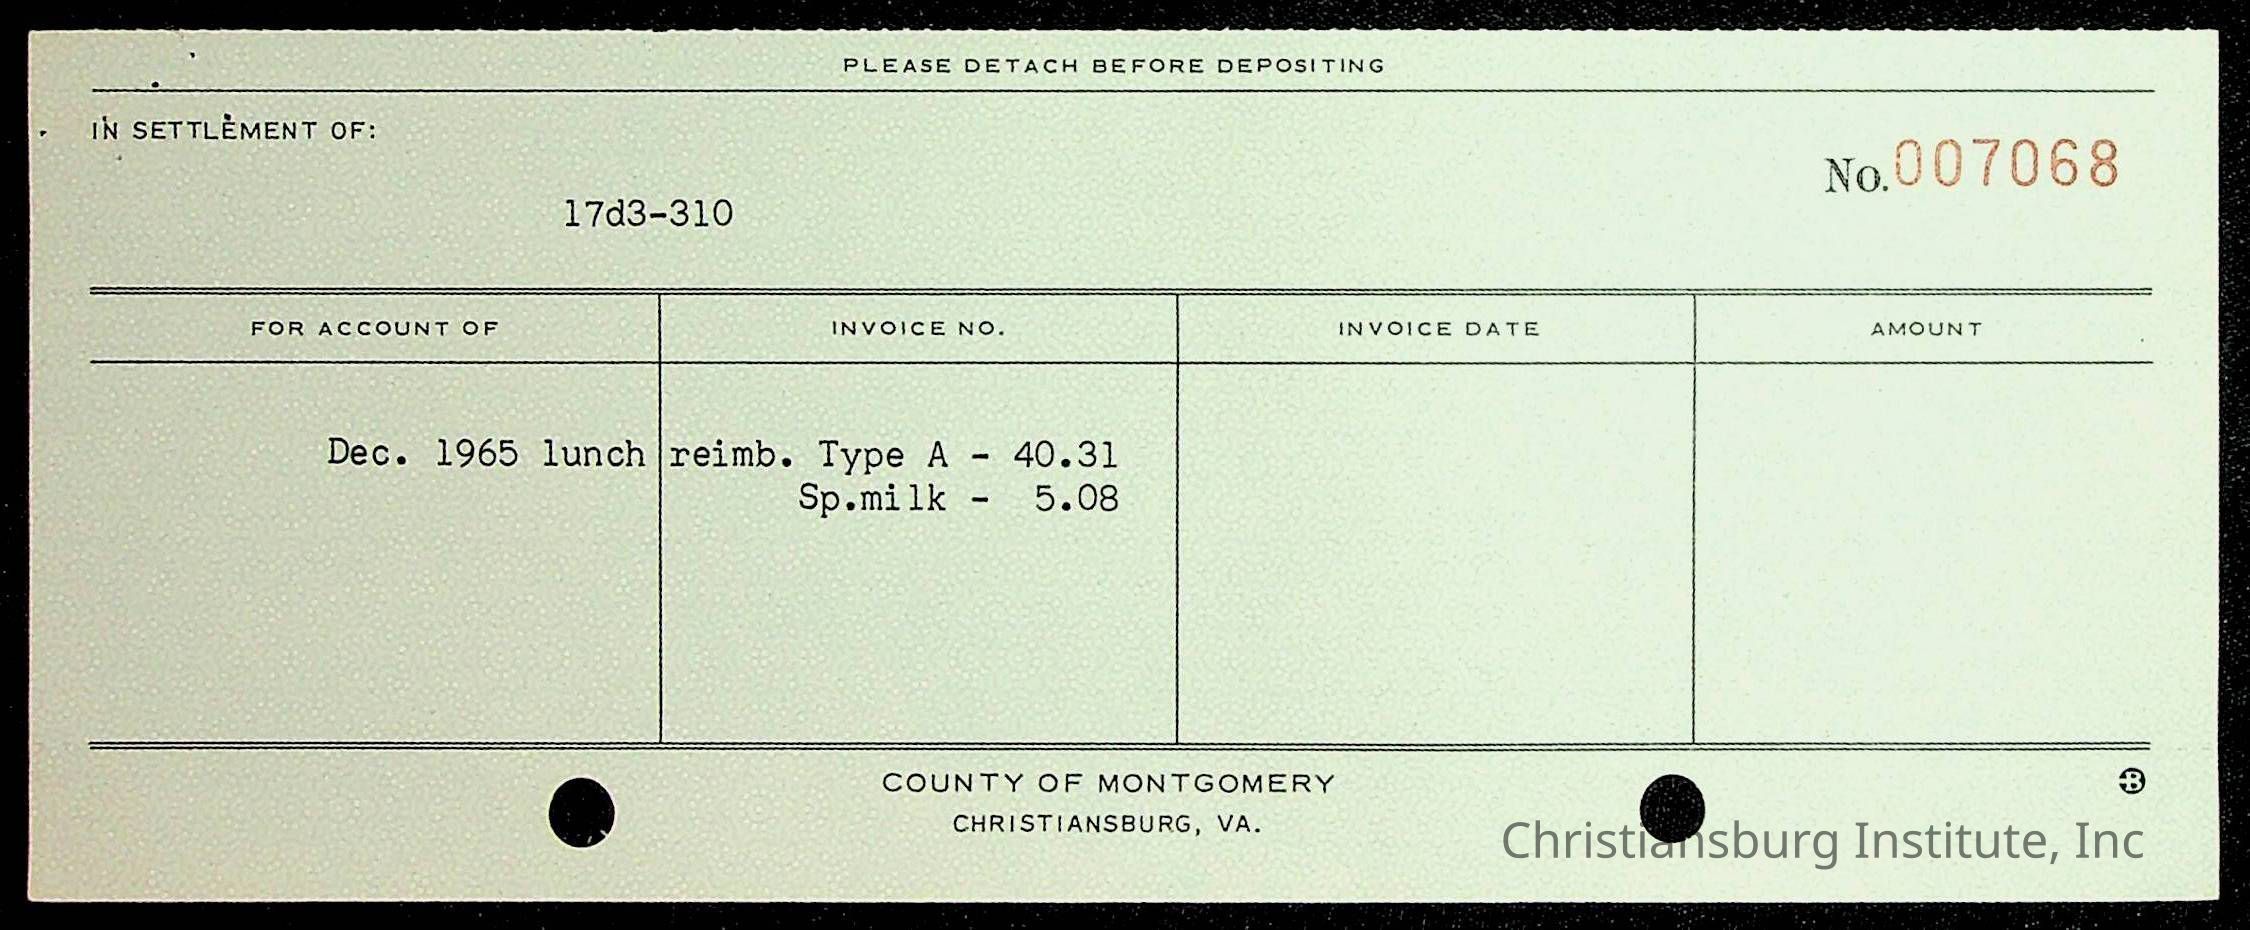 PLEASE DETACH BEFORE DEPOSITING
IN SETTLEMENT OF:
No.007068
17d3-310
FOR ACCOUNT OF INVOICE NO. INVOICE DATE AMOUNT
Dec. 1965 lunch reimb. Type A - 40.31
Sp.milk - 5.08
COUNTY OF MONTGOMERY
B
CHRISTIANSBURG, VA.
Christiansburg Institute, Inc